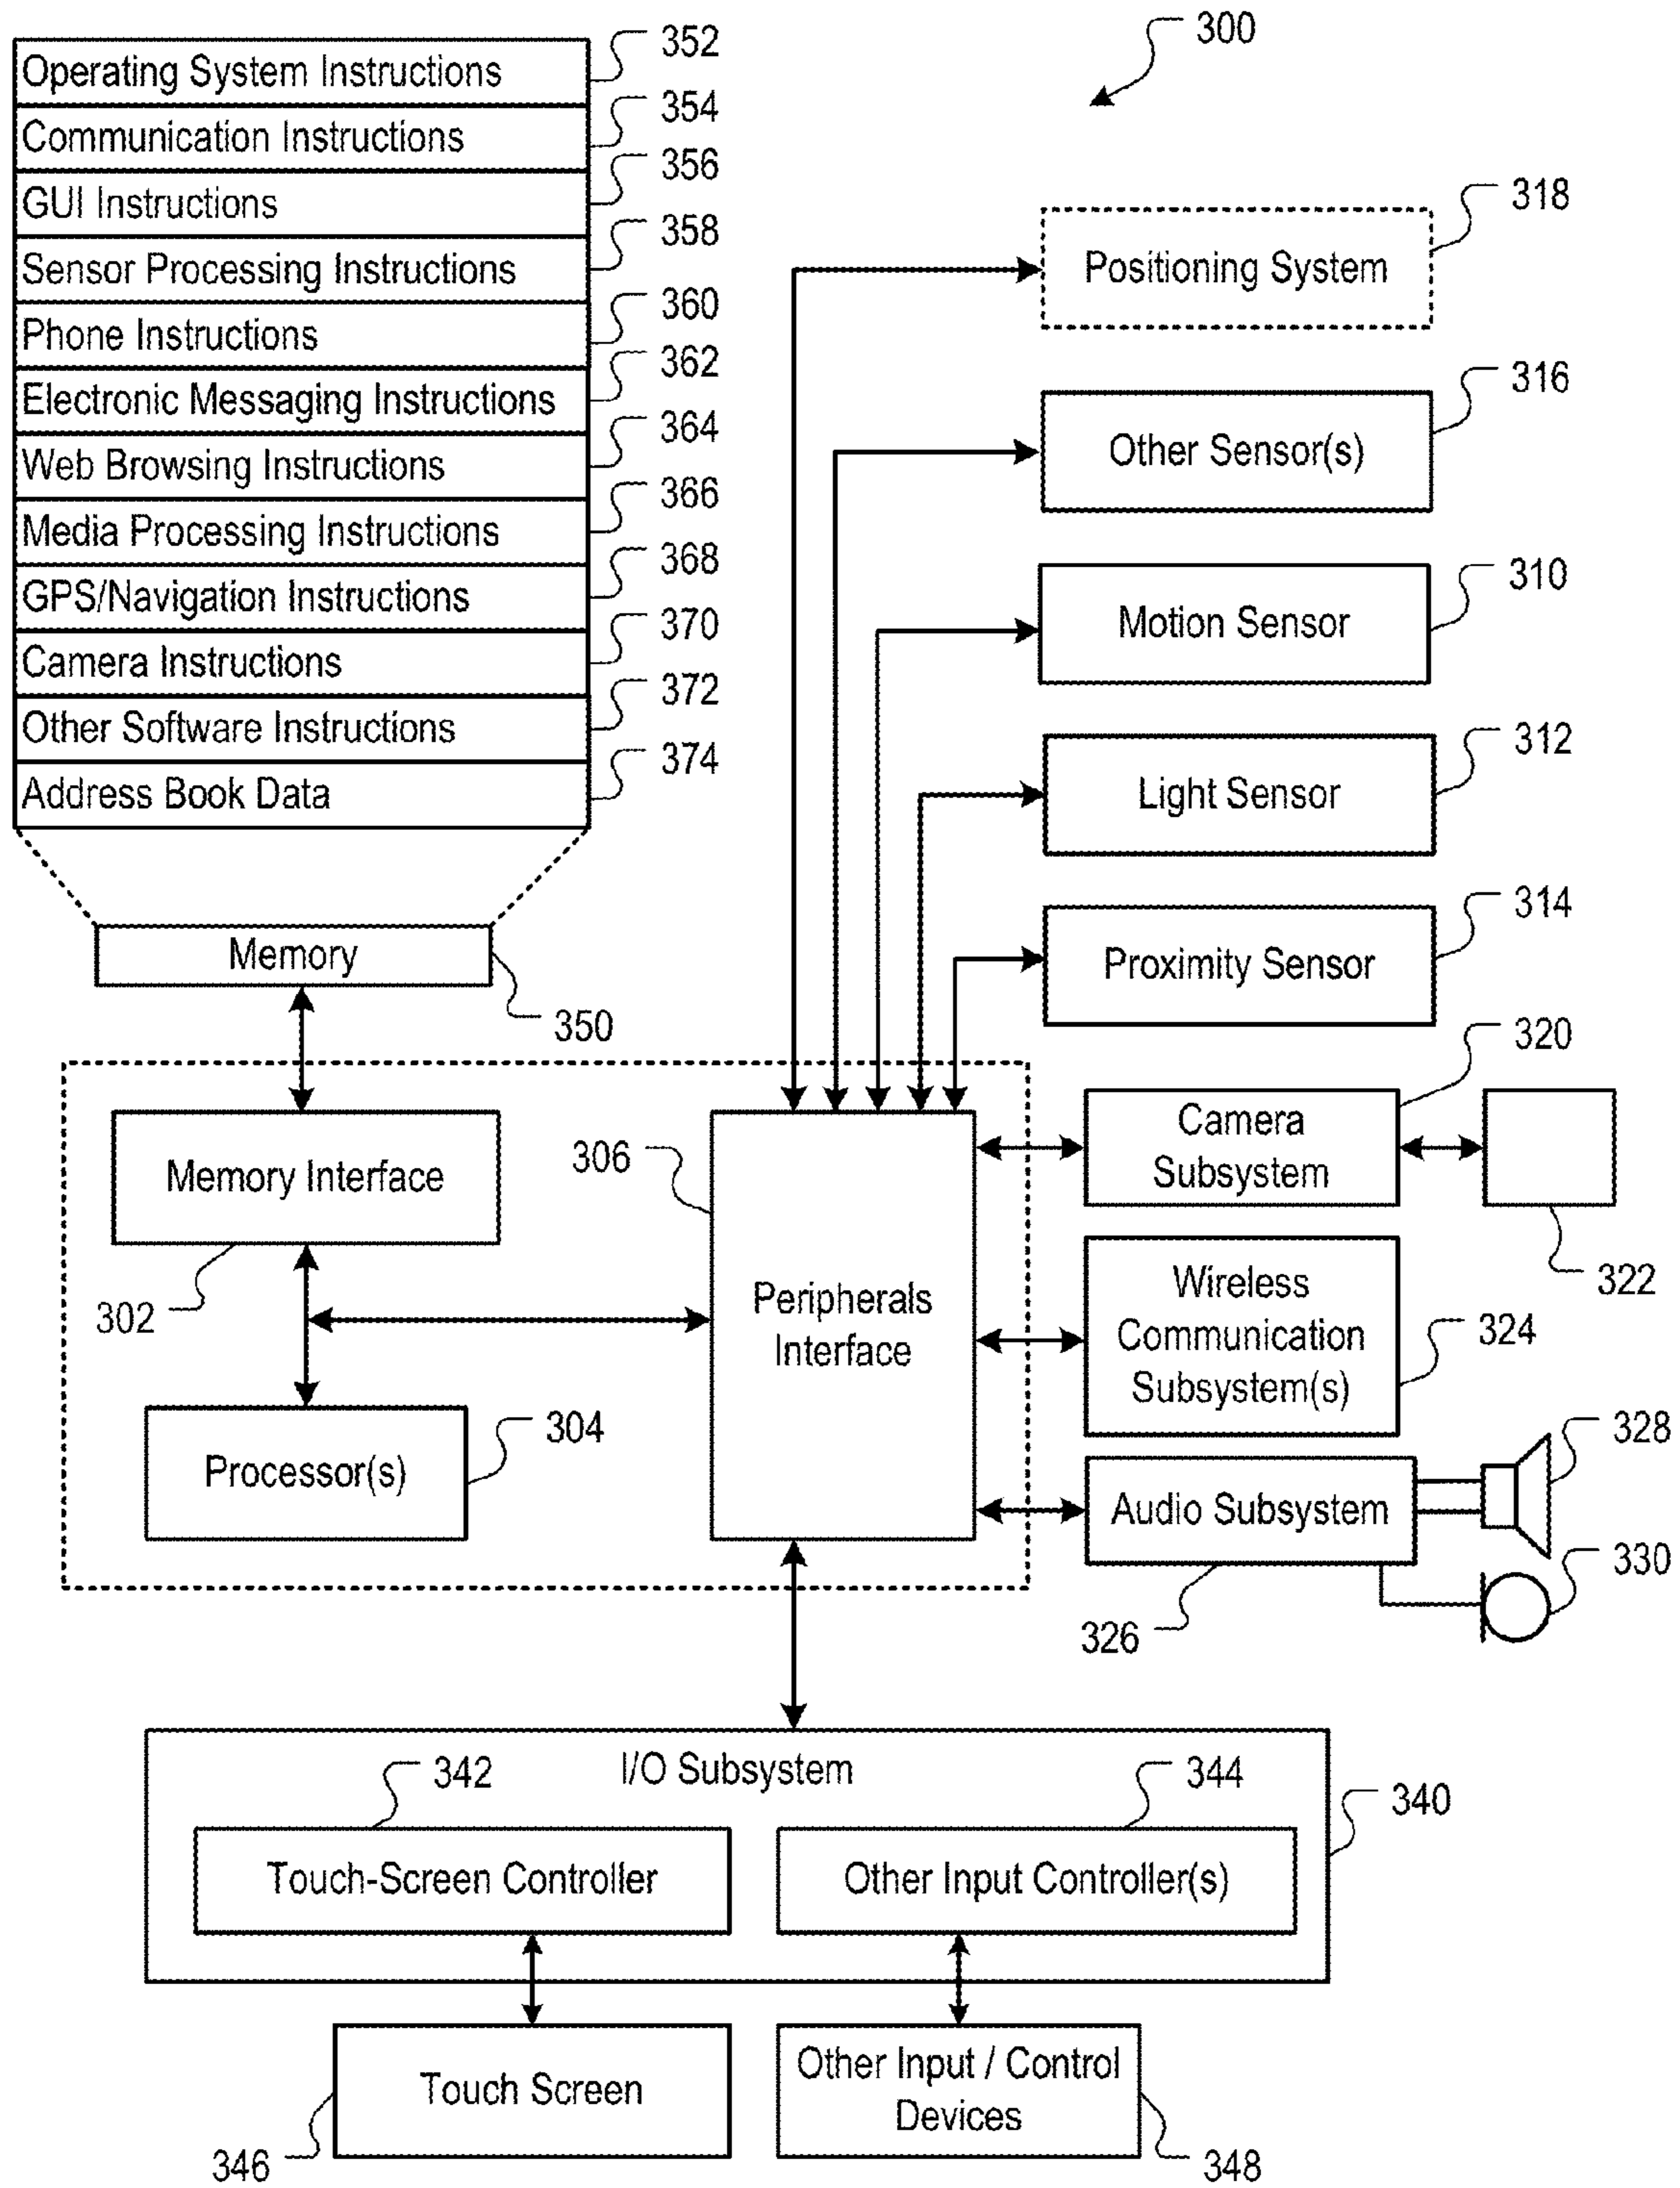 300
352
Operating System Instructions
354
Communication Instructions
356
GUI Instructions
358
Sensor Processing Instructions
360
Phone Instructions
362
Electronic Messaging Instructions
364
Web Browsing Instructions
366
Media Processing Instructions
368
GPS/Navigation Instructions
370
Camera Instructions
372
Other Software Instructions
374
Address Book Data
Memory
350
318
Positioning System
316
Other Sensor(s)
310
Motion Sensor
312
Light Sensor
314
Proximity Sensor
320
Camera
Subsystem
322
Memory Interface
302
306
Peripherals
Interface
Processor(s)
304
Wireless
Communication
Subsystem(s)
324
Audio Subsystem
326
328
330
I/O Subsystem
340
342
Touch-Screen Controller
344
Other Input Controller(s)
Touch Screen
346
Other Input / Control
Devices
348